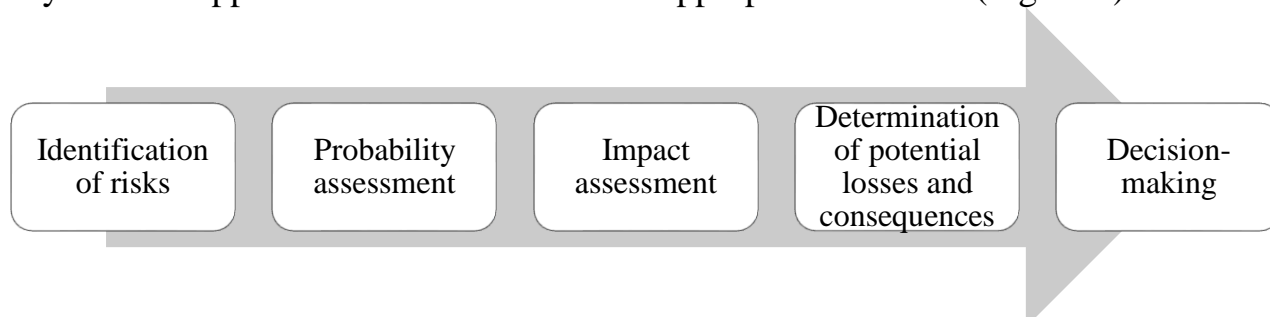 Identification
of risks
Probability
assessment
Impact
assessment
Determination
of potential
losses and
consequences
Decision-
making